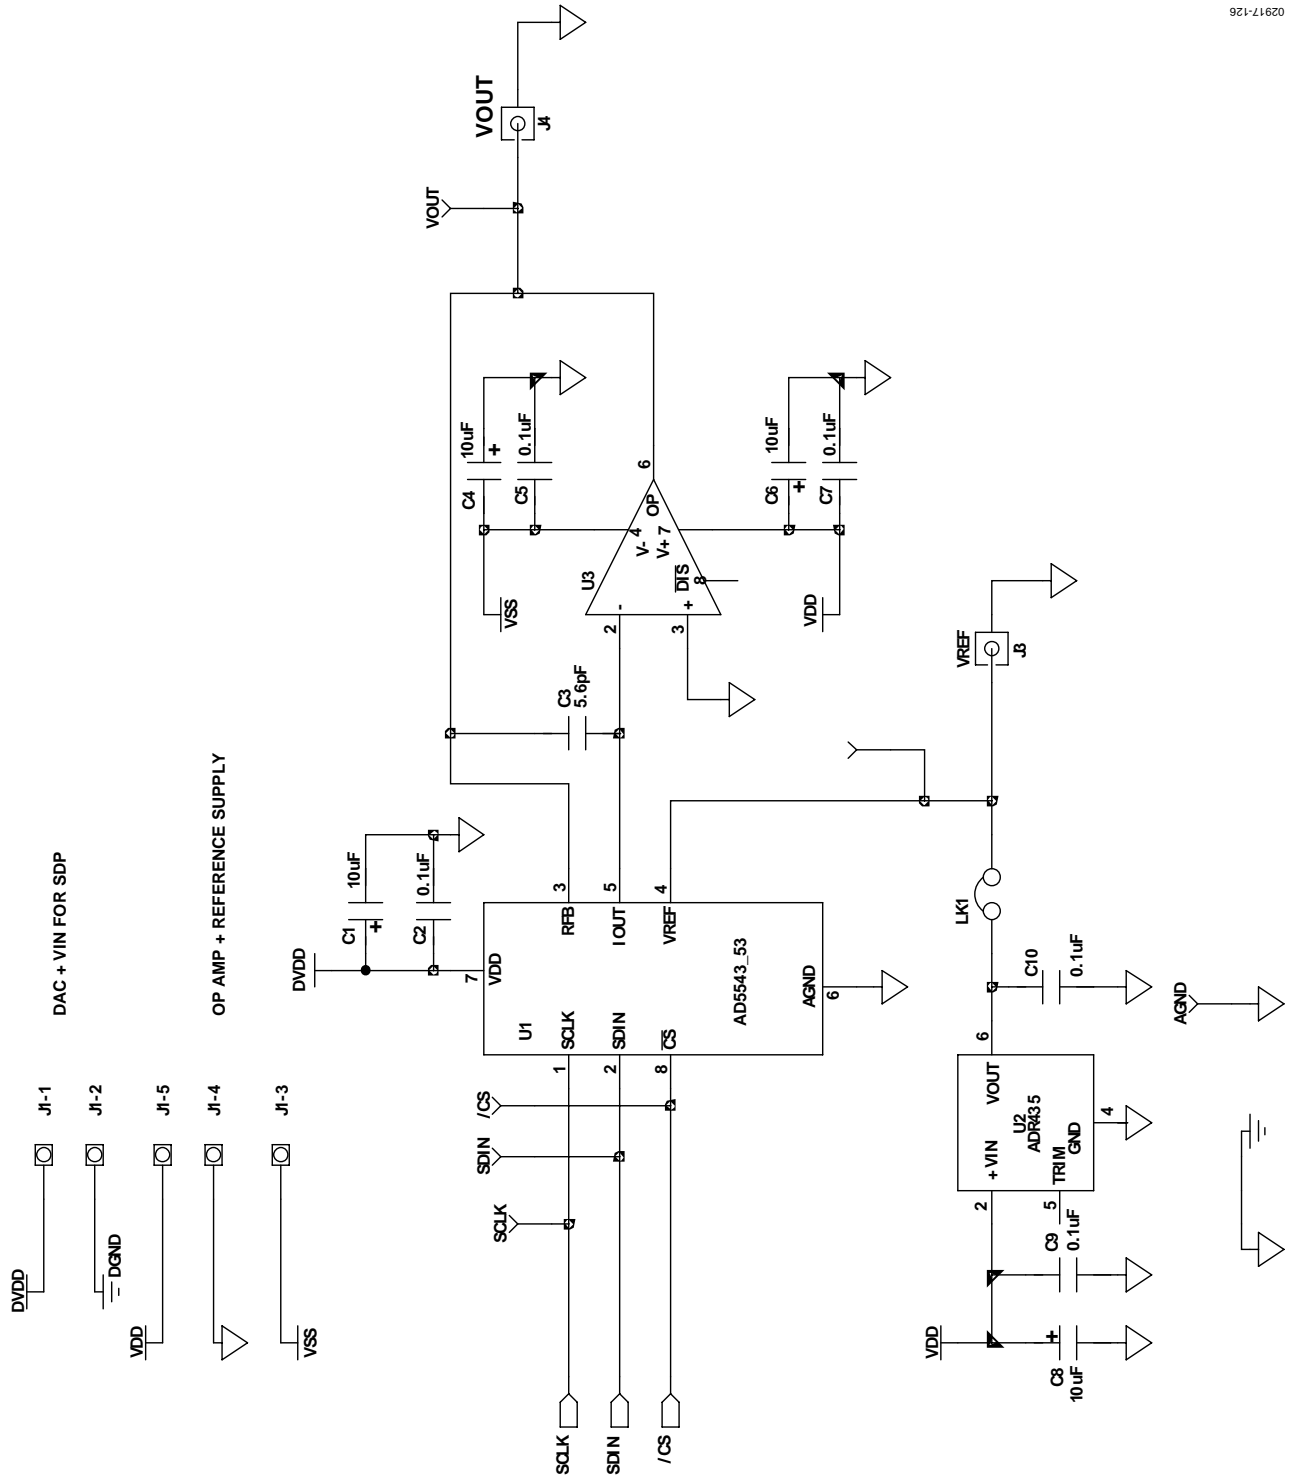 02917-126
DVDD
J1-1
DAC + VIN FOR SDP
DGND
J1-2
VDD
J1-5
J1-4
OP AMP + REFERENCE SUPPLY
VSS
J1-3
DVDD
C1
10uF
+
C2
0.1uF
7
VDD
U1
1
SCLK
2
SDIN
8
CS
RFB
3
IOUT
5
VREF
4
AD5543_53
AGND
6
SCLK
SDIN
/CS
SCLK
SDIN
/CS
C3
5.6pF
VSS
C4
10uF
+
C5
0.1uF
U3
2
-
3
+
V-
4
V+
7
OP
6
DIS
8
VDD
C6
10uF
+
C7
0.1uF
VOUT
VOUT
J4
VREF
J3
LK1
VDD
C8
10uF
+
C9
0.1uF
2
+VIN
5
TRIM
U2
ADR435
GND
4
VOUT
6
C10
0.1uF
AGND